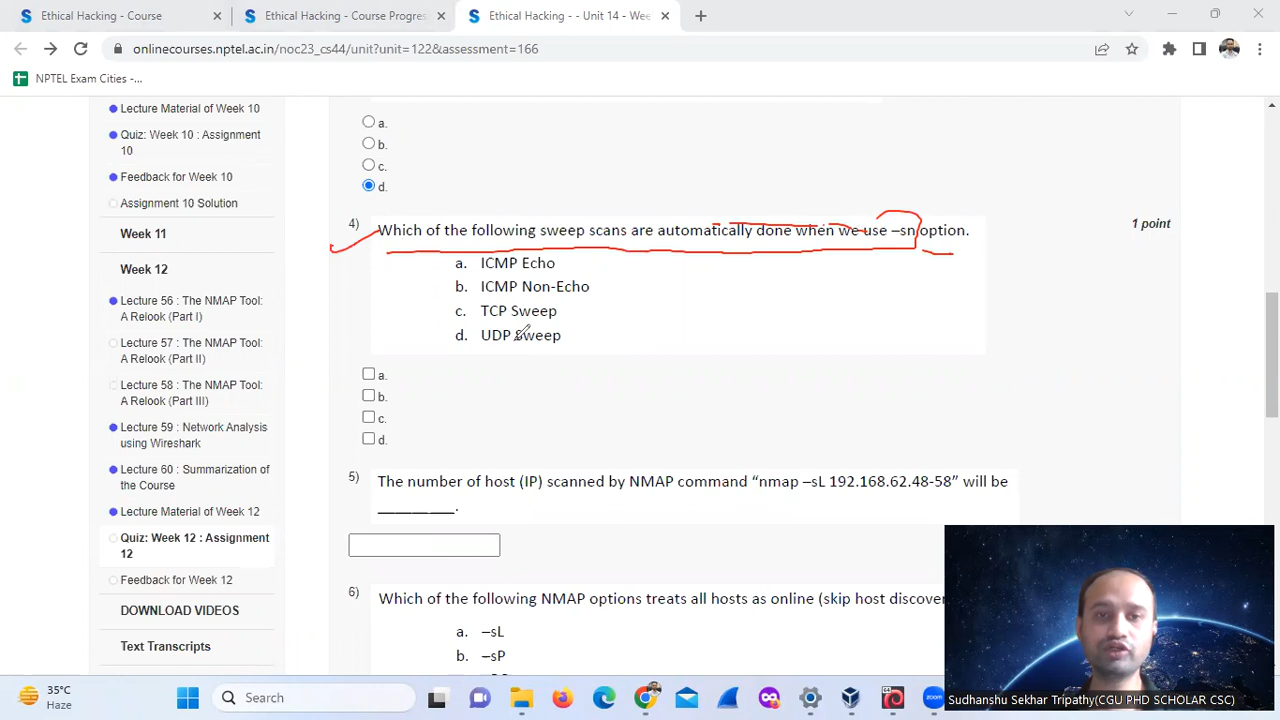 Ethical Hacking - Course
Ethical Hacking - Course Progres
Ethical Hacking - - Unit 14 - Wee
onlinecourses.nptel.ac.in/noc23_cs44/unit?unit=122&assessment=166
NPTEL Exam Cities -...
Lecture Material of Week 10
Quiz: Week 10 : Assignment
10
Feedback for Week 10
Assignment 10 Solution
Week 11
Week 12
Lecture 56 : The NMAP Tool:
A Relook (Part I)
Lecture 57 : The NMAP Tool:
A Relook (Part II)
Lecture 58 : The NMAP Tool:
A Relook (Part III)
Lecture 59 : Network Analysis
using Wireshark
Lecture 60 : Summarization of
the Course
Lecture Material of Week 12
Quiz: Week 12 : Assignment
12
Feedback for Week 12
DOWNLOAD VIDEOS
Text Transcripts
a.
b.
c.
d.
4) Which of the following sweep scans are automatically done when we use –sn option. 1 point
a. ICMP Echo
b. ICMP Non-Echo
c. TCP Sweep
d. UDP Sweep
a.
b.
c.
d.
5) The number of host (IP) scanned by NMAP command “nmap –sL 192.168.62.48-58” will be
__________.
6) Which of the following NMAP options treats all hosts as online (skip host
a. –sL
b. –sP
Sudhanshu Sekhar Tripathy(CGU PHD SCHOLAR CSC)
35°C
Haze
Search
zoom